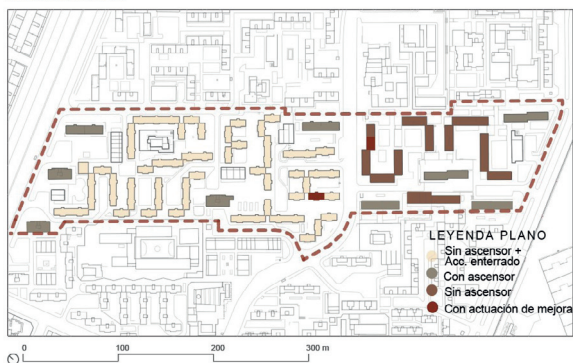 LEYENDA PLANO
Sin ascensor +
Acc. enterrado
Con ascensor
Sin ascensor
Con actuación de mejora
0 100 200 300 m